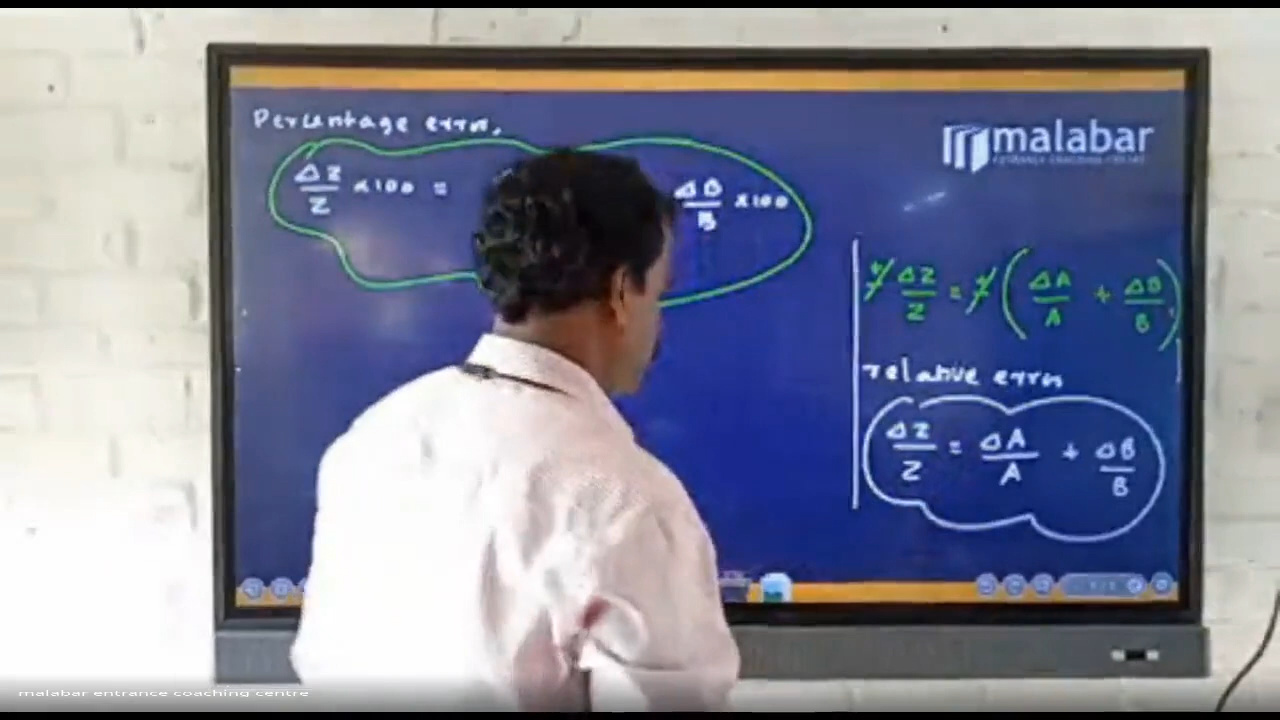 Percentage error.
ΔZ/Z ×100 = ΔB/B ×100
malabar
± ΔZ/Z = ± (ΔA/A + ΔB/B)
relative error
ΔZ/Z = ΔA/A + ΔB/B
malabar entrance coaching centre